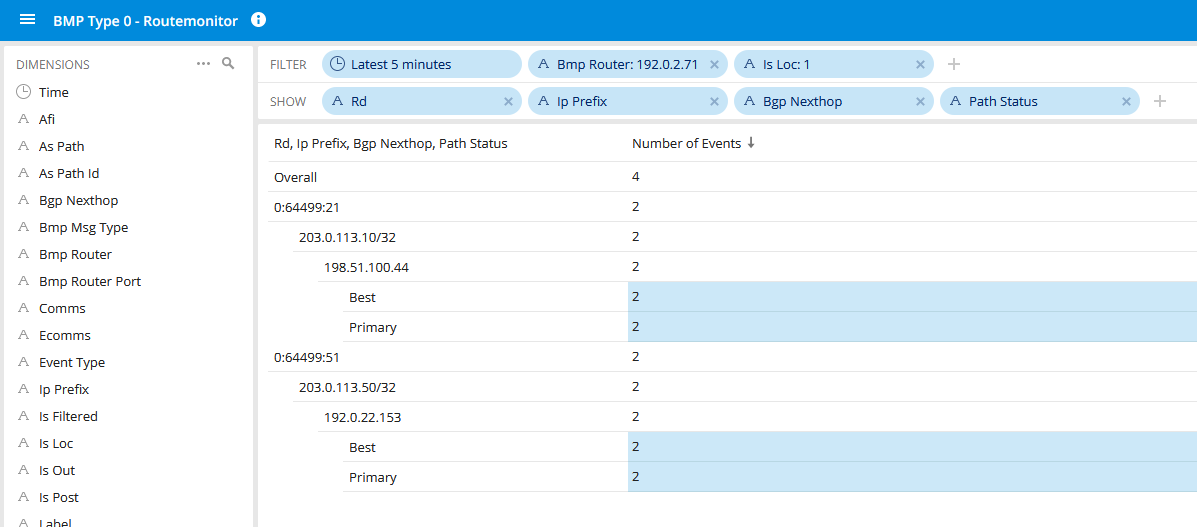 BMP Type 0 - Routemonitor
DIMENSIONS
Time
Afi
As Path
As Path Id
Bgp Nexthop
Bmp Msg Type
Bmp Router
Bmp Router Port
Comms
Ecomms
Event Type
Ip Prefix
Is Filtered
Is Loc
Is Out
Is Post
Label
FILTER Latest 5 minutes Bmp Router: 192.0.2.71 Is Loc: 1
SHOW Rd Ip Prefix Bgp Nexthop Path Status
Rd, Ip Prefix, Bgp Nexthop, Path Status Number of Events
Overall 4
0:64499:21 2
203.0.113.10/32 2
198.51.100.44 2
Best 2
Primary 2
0:64499:51 2
203.0.113.50/32 2
192.0.22.153 2
Best 2
Primary 2